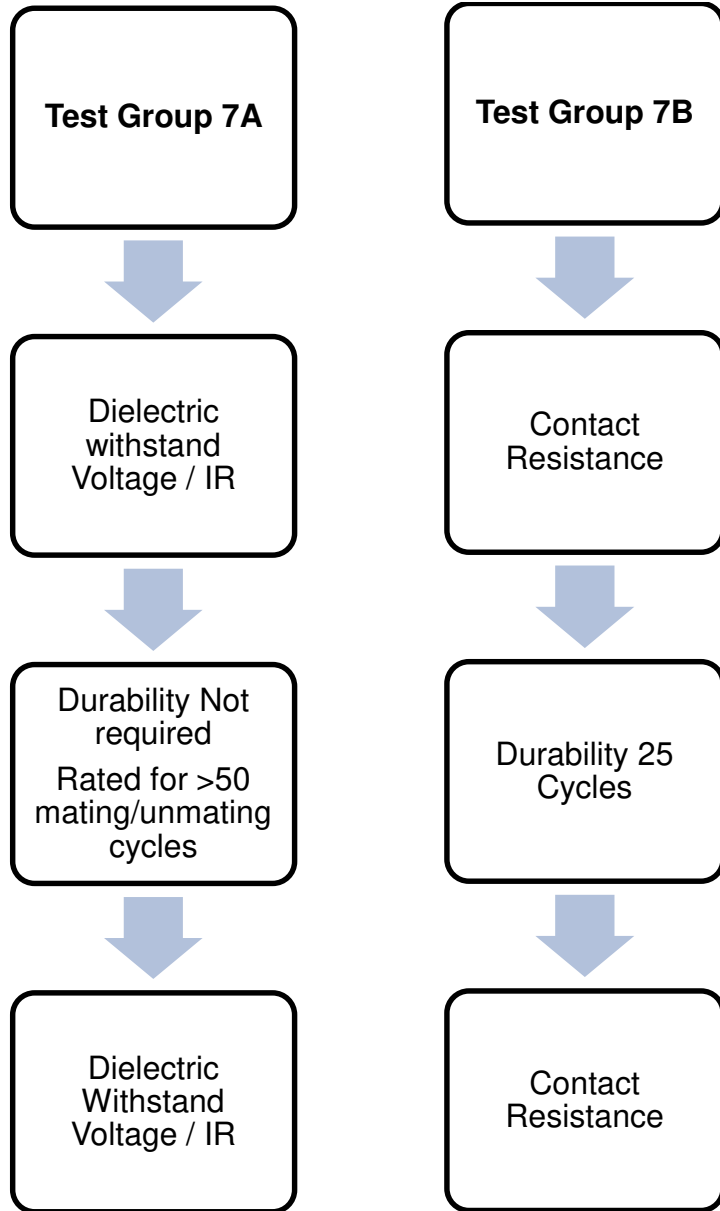 Test Group 7A
Dielectric
withstand
Voltage / IR
Durability Not
required
Rated for >50
mating/unmating
cycles
Dielectric
Withstand
Voltage / IR
Test Group 7B
Contact
Resistance
Durability 25
Cycles
Contact
Resistance